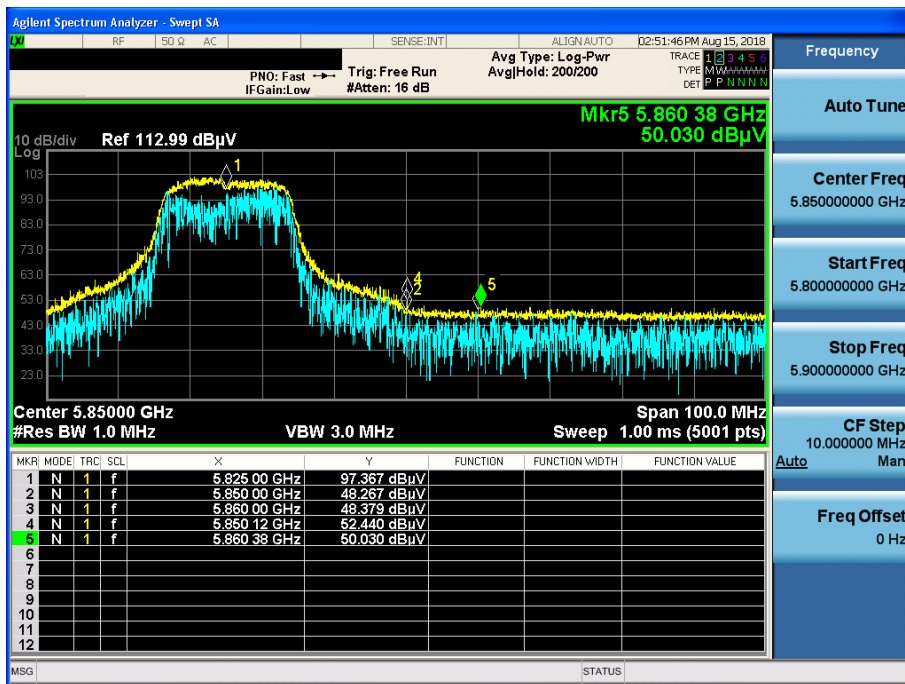 Agilent Spectrum Analyzer - Swept SA
LXI RF 50 Ω AC SENSE:INT ALIGN AUTO 02:51:46 PM Aug 15, 2018
PNO: Fast Trig: Free Run Avg Type: Log-Pwr TRACE 1 2 3 4 5 6
IFGain:Low #Atten: 16 dB Avg|Hold: 200/200 TYPE M WWWWW
DET P P N N N N
Mkr5 5.860 38 GHz
50.030 dBµV
10 dB/div Ref 112.99 dBµV
Log
103
93.0
83.0
73.0
63.0
53.0
43.0
33.0
23.0
1
4
2
5
Center 5.85000 GHz Span 100.0 MHz
#Res BW 1.0 MHz VBW 3.0 MHz Sweep 1.00 ms (5001 pts)
MKR MODE TRC SCL X Y FUNCTION FUNCTION WIDTH FUNCTION VALUE
1 N 1 f 5.825 00 GHz 97.367 dBµV
2 N 1 f 5.850 00 GHz 48.267 dBµV
3 N 1 f 5.860 00 GHz 48.379 dBµV
4 N 1 f 5.850 12 GHz 52.440 dBµV
5 N 1 f 5.860 38 GHz 50.030 dBµV
6
7
8
9
10
11
12
MSG STATUS
Frequency
Auto Tune
Center Freq
5.850000000 GHz
Start Freq
5.800000000 GHz
Stop Freq
5.900000000 GHz
CF Step
10.000000 MHz
Auto Man
Freq Offset
0 Hz